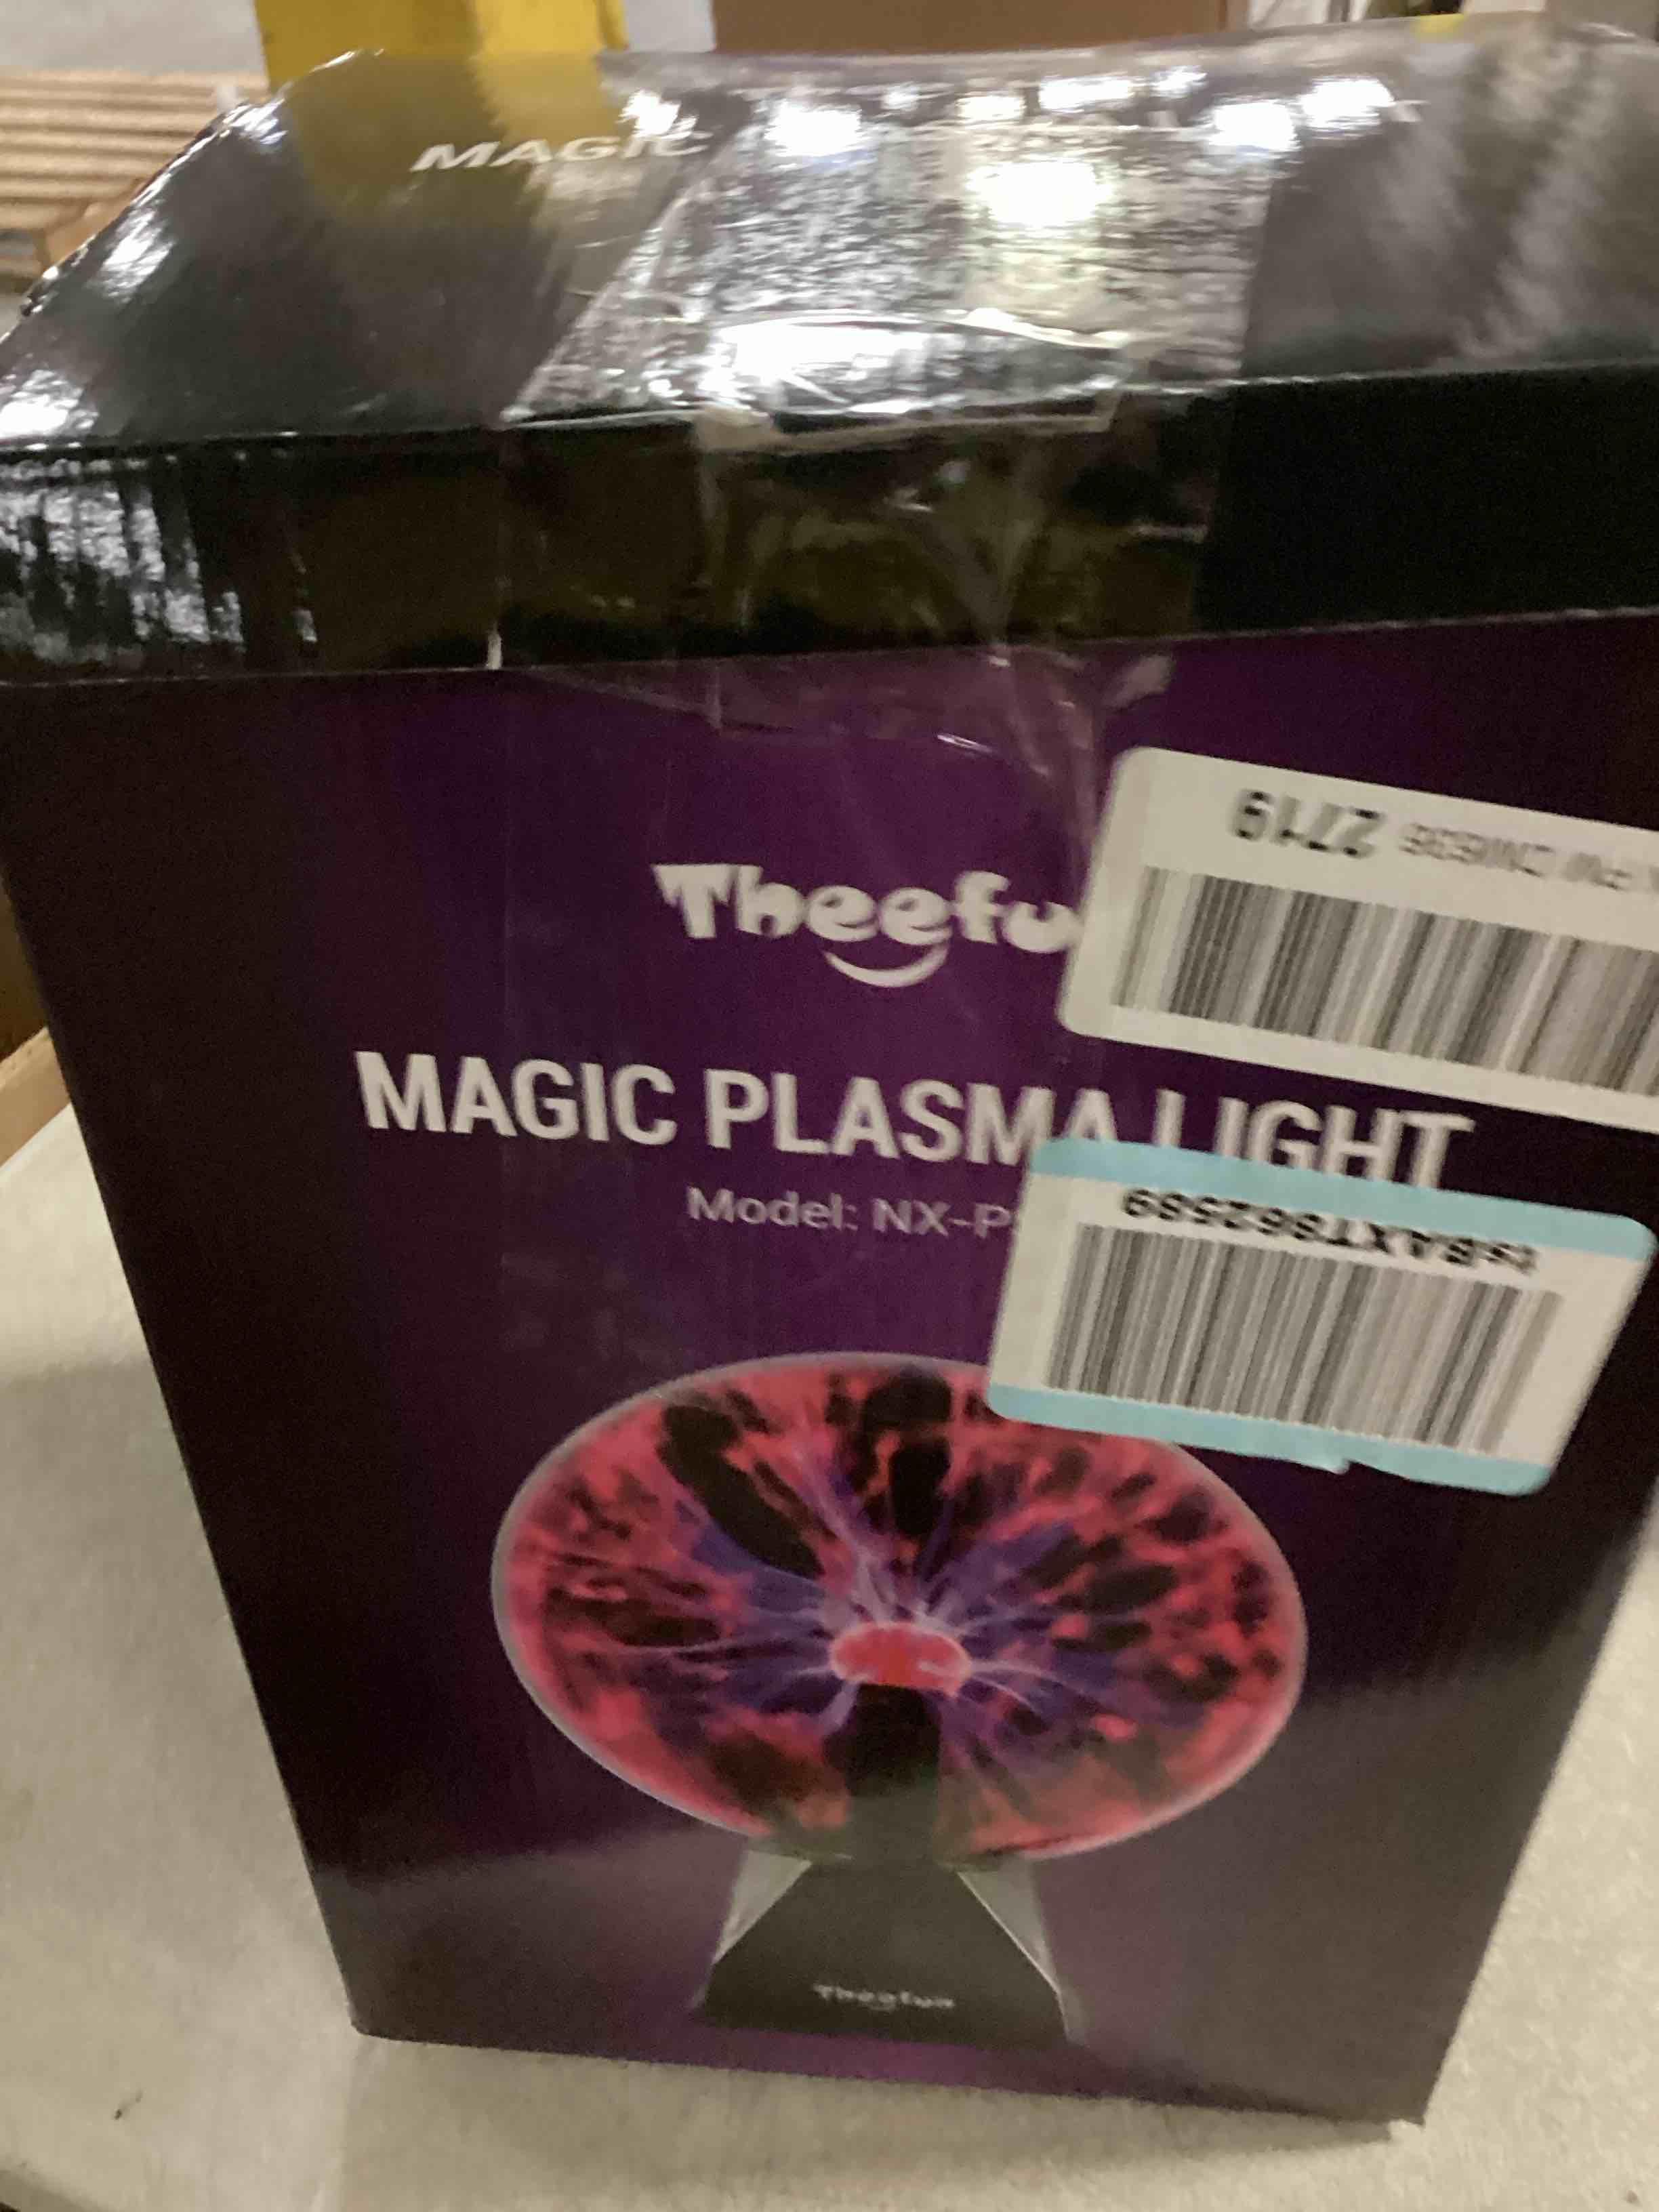 MAGIC
Theefu
2719
MAGIC PLASMA LIGHT
Model: NX-P
Theefun